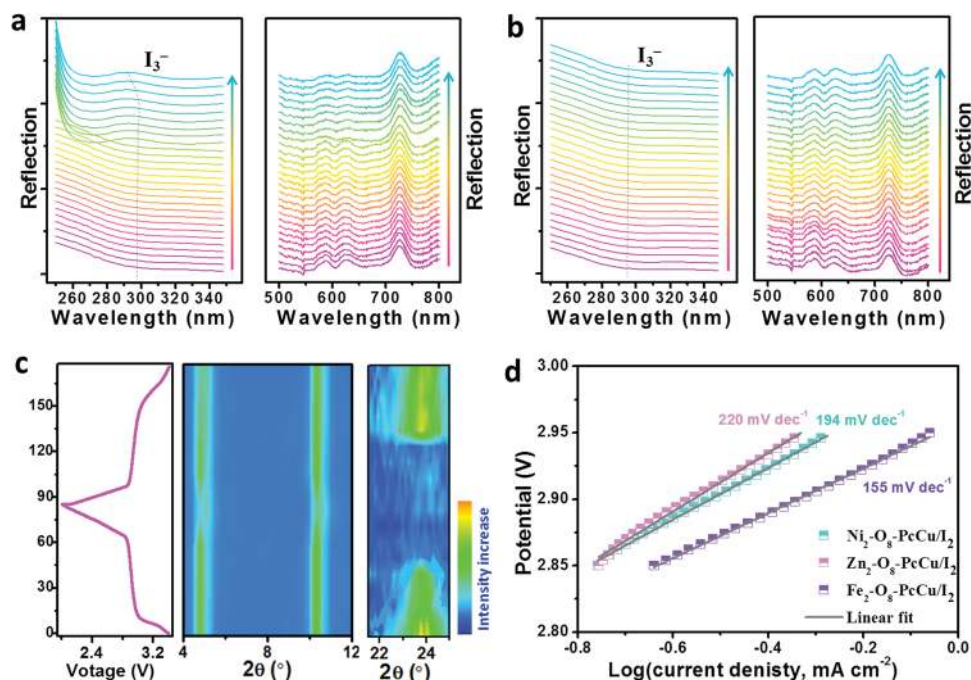 a
I₃⁻
Reflection
260 280 300 320 340
Wavelength (nm)
Reflection
500 600 700 800
Wavelength (nm)
b
I₃⁻
Reflection
260 280 300 320 340
Wavelength (nm)
Reflection
500 600 700 800
Wavelength (nm)
c
150
120
90
60
30
0
2.4 3.0
Votage (V)
4 6 8 10 12
2θ (°)
22 24
2θ (°)
Intensity increase
d
3.00
2.95
2.90
2.85
2.80
Potential (V)
220 mV dec⁻¹
194 mV dec⁻¹
155 mV dec⁻¹
Ni₂-O₈-PcCu/I₂
Zn₂-O₈-PcCu/I₂
Fe₂-O₈-PcCu/I₂
Linear fit
-0.8 -0.6 -0.4 -0.2 0.0
Log(current denisty, mA cm⁻²)